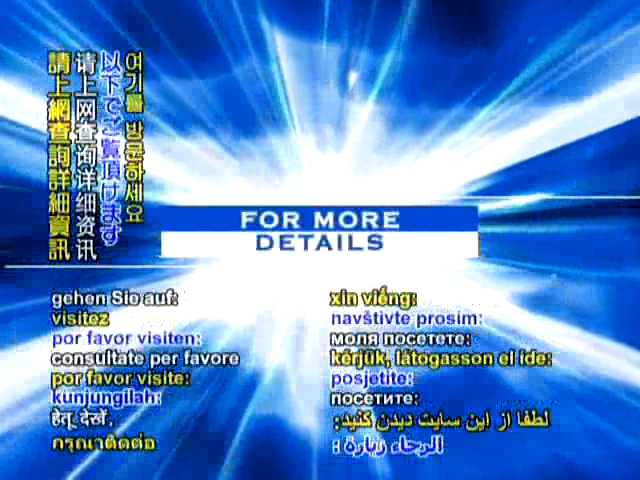 請上網查詢詳細資訊
请上网查询详细资讯
以下でご覧頂けます
여기를 방문하세요
FOR MORE
DETAILS
gehen Sie auf:
visitez
por favor visiten:
consultate per favore
por favor visite:
kunjungilah:
हेतू देखें,
กรุณาติดต่อ
xin viếng:
navštivte prosim:
моля посетете:
kérjük, látogasson el ide:
posjetite:
посетите:
لطفا از این سایت دیدن کنید:
الرجاء زيارة: